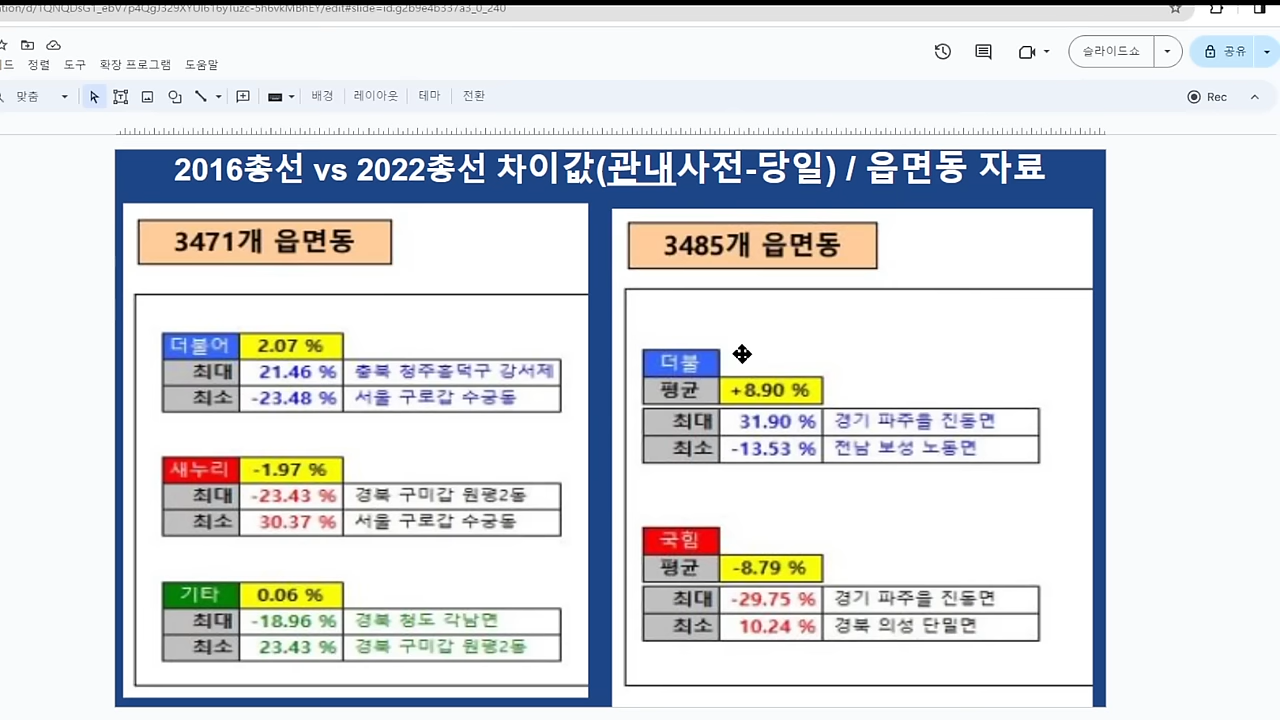 정렬 도구 확장 프로그램 도움말
슬라이드쇼
공유
맞춤
배경 레이아웃 테마 전환
Rec
2016총선 vs 2022총선 차이값(관내사전-당일) / 읍면동 자료
3471개 읍면동
더불어 2.07 %
최대 21.46 % 충북 청주흥덕구 강서제
최소 -23.48 % 서울 구로갑 수궁동
새누리 -1.97 %
최대 -23.43 % 경북 구미갑 원평2동
최소 30.37 % 서울 구로갑 수궁동
기타 0.06 %
최대 -18.96 % 경북 청도 각남면
최소 23.43 % 경북 구미갑 원평2동
3485개 읍면동
더불
평균 +8.90 %
최대 31.90 % 경기 파주을 진동면
최소 -13.53 % 전남 보성 노동면
국힘
평균 -8.79 %
최대 -29.75 % 경기 파주을 진동면
최소 10.24 % 경북 의성 단밀면